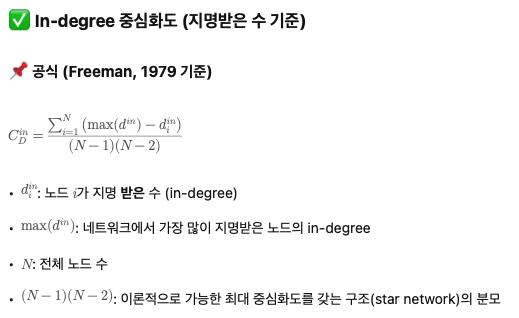 ✅ In-degree 중심화도 (지명받은 수 기준)
📌 공식 (Freeman, 1979 기준)
$C_D^{in} = \frac{\sum_{i=1}^{N} (\max(d^{in}) - d_i^{in})}{(N-1)(N-2)}$
• $d_i^{in}$: 노드 $i$가 지명 받은 수 (in-degree)
• $\max(d^{in})$: 네트워크에서 가장 많이 지명받은 노드의 in-degree
• $N$: 전체 노드 수
• $(N-1)(N-2)$: 이론적으로 가능한 최대 중심화도를 갖는 구조(star network)의 분모